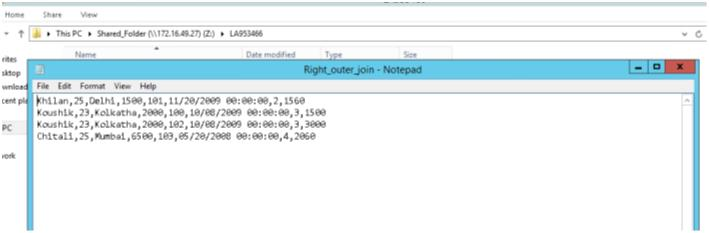 Home Share View
This PC Shared_Folder (\\172.16.49.27) (Z:) LA953466
Name Date modified Type Size
Right_outer_join - Notepad
File Edit Format View Help
Khilan,25,Delhi,1500,101,11/20/2009 00:00:00,2,1560
Koushik,23,Kolkatha,2000,100,10/08/2009 00:00:00,3,1500
Koushik,23,Kolkatha,2000,102,10/08/2009 00:00:00,3,3000
Chitali,25,Mumbai,6500,103,05/20/2008 00:00:00,4,2060
rites
sktop
wnload
cent pla
PC
work